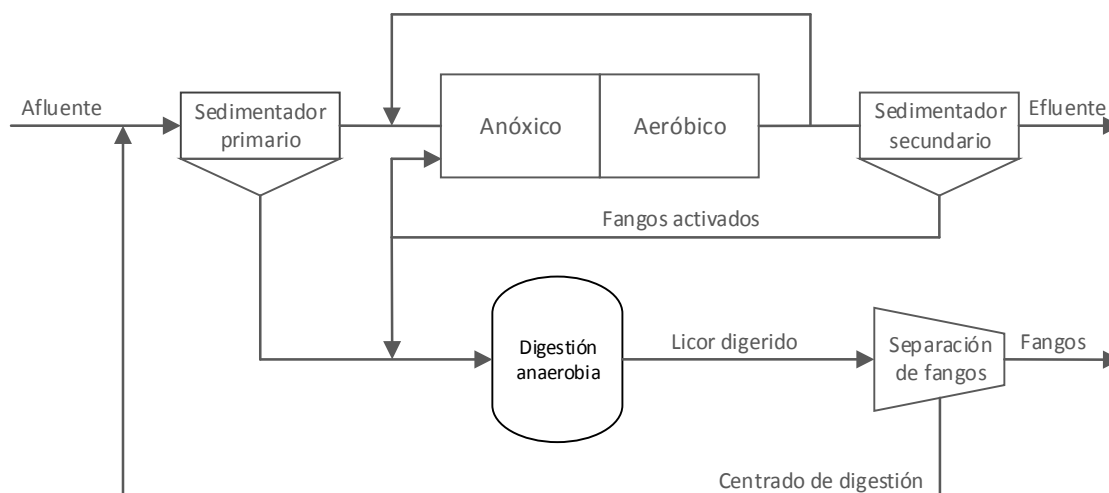 Afluente
Sedimentador
primario
Anóxico
Aeróbico
Sedimentador
secundario
Efluente
Fangos activados
Digestión
anaerobia
Licor digerido
Separación
de fangos
Fangos
Centrado de digestión